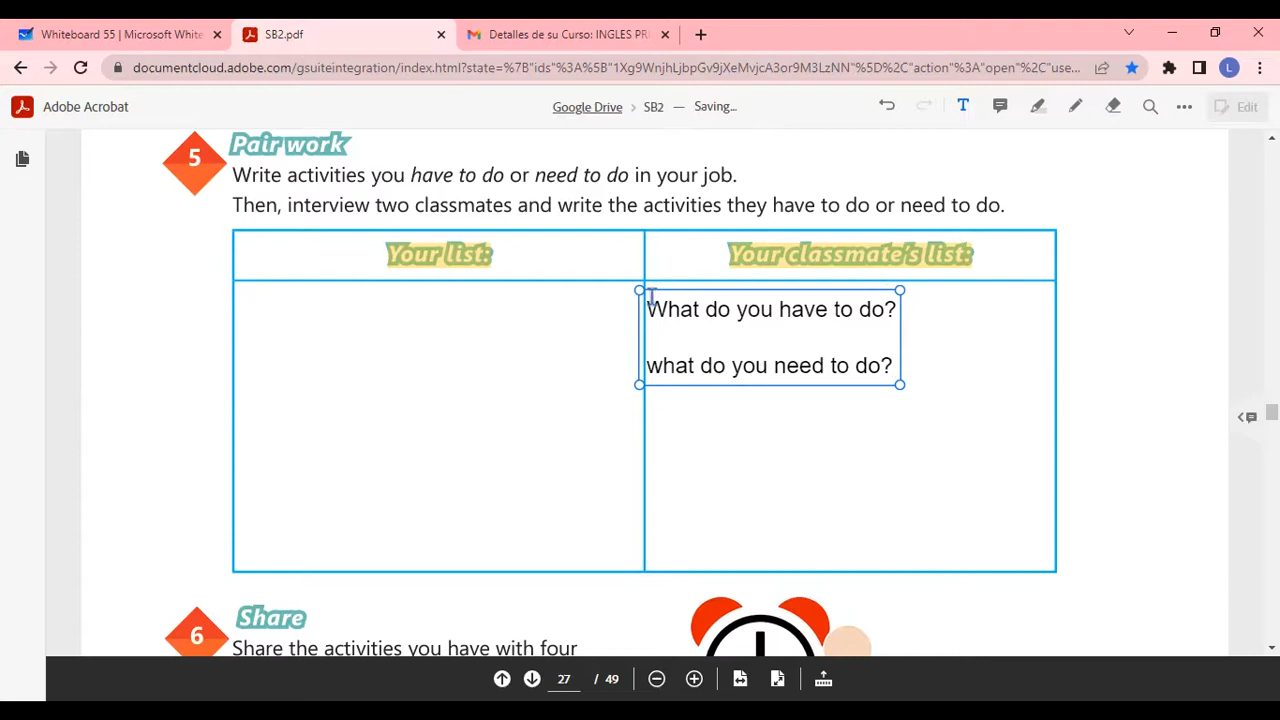 Whiteboard 55 | Microsoft White
SB2.pdf
Detalles de su Curso: INGLES PR
documentcloud.adobe.com/gsuiteintegration/index.html?state=%7B"ids"%3A%5B"1Xg9WnjhLjbpGv9jXeMvjcA3or9M3LzNN"%5D%2C"action"%3A"open"%2C"use...
L
Adobe Acrobat
Google Drive > SB2 — Saving...
T
Edit
5
Pair work
Write activities you have to do or need to do in your job.
Then, interview two classmates and write the activities they have to do or need to do.
Your list:
Your classmate's list:
What do you have to do?
what do you need to do?
6
Share
Share the activities you have with four
27 / 49